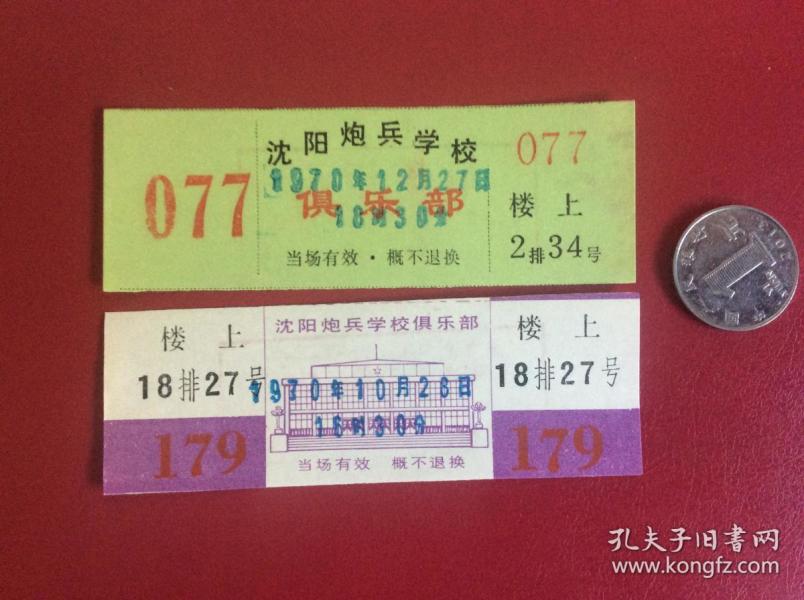 077
沈阳炮兵学校
1970年12月27日
俱乐部
18时30分
当场有效·概不退换
077
楼上
2排34号
楼上
18排27号
179
沈阳炮兵学校俱乐部
1970年10月28日
16时30分
当场有效 概不退换
楼上
18排27号
179
孔夫子旧书网
www.kongfz.com